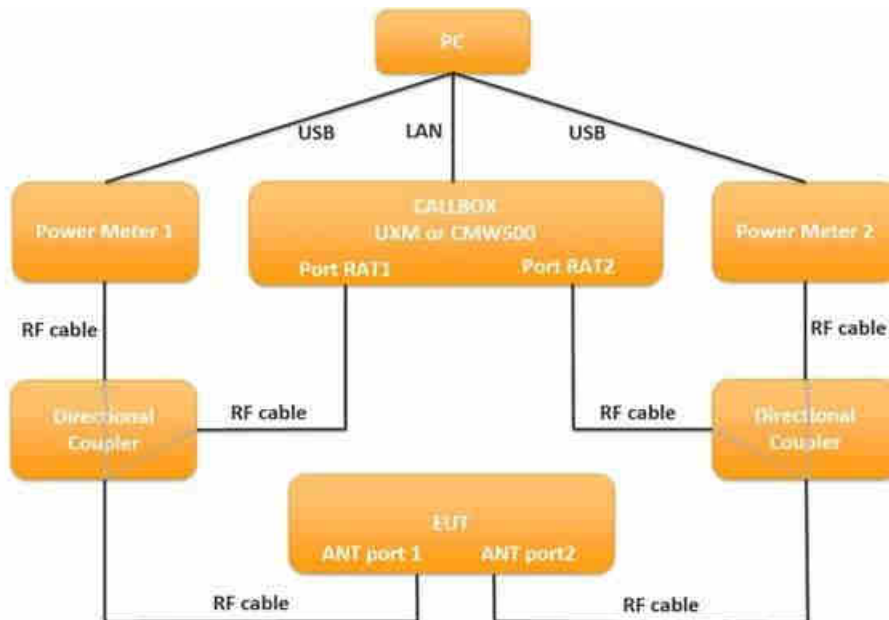 PC
USB
LAN
USB
Power Meter 1
CALLBOX
UXM or CMW500
Port RAT1
Port RAT2
Power Meter 2
RF cable
RF cable
Directional
Coupler
RF cable
RF cable
Directional
Coupler
EUT
ANT port 1
ANT port2
RF cable
RF cable